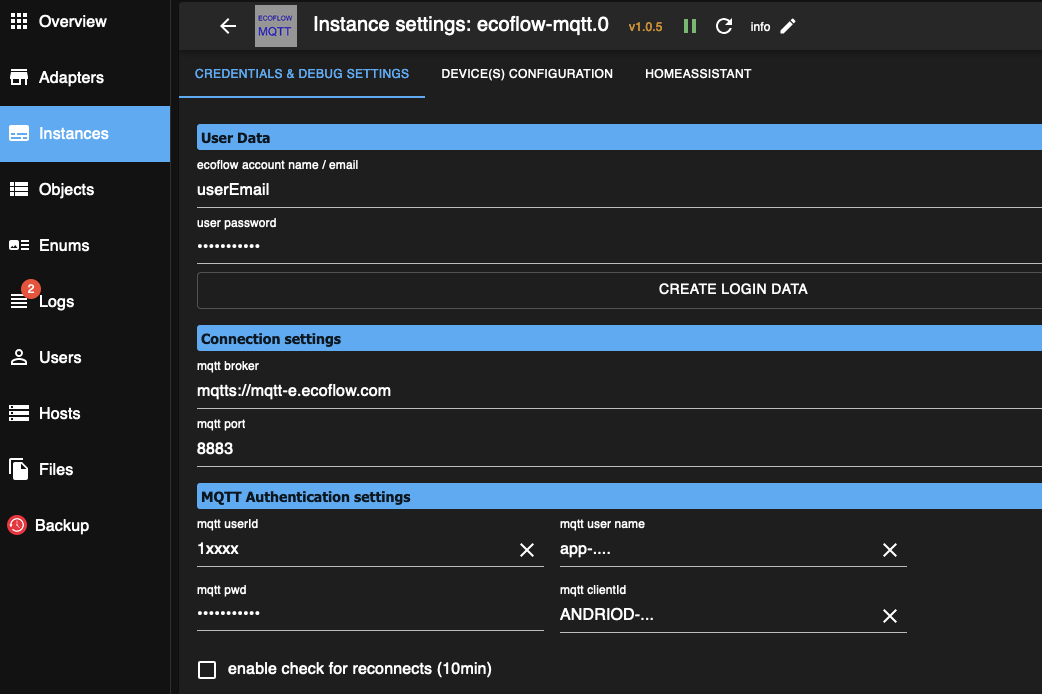 Overview
Adapters
Instances
Objects
Enums
2
Logs
Users
Hosts
Files
Backup
ECOFLOW
MQTT
Instance settings: ecoflow-mqtt.0 v1.0.5 info
CREDENTIALS & DEBUG SETTINGS DEVICE(S) CONFIGURATION HOMEASSISTANT
User Data
ecoflow account name / email
userEmail
user password
•••••••••••
CREATE LOGIN DATA
Connection settings
mqtt broker
mqtts://mqtt-e.ecoflow.com
mqtt port
8883
MQTT Authentication settings
mqtt userId mqtt user name
1xxxx app-....
mqtt pwd mqtt clientId
••••••••••• ANDRIOD-...
enable check for reconnects (10min)